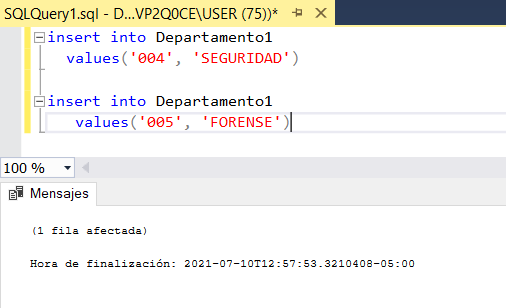 SQLQuery1.sql - D...VP2Q0CE\USER (75))*
insert into Departamento1
values('004', 'SEGURIDAD')
insert into Departamento1
values('005', 'FORENSE')
100 %
Mensajes
(1 fila afectada)
Hora de finalización: 2021-07-10T12:57:53.3210408-05:00